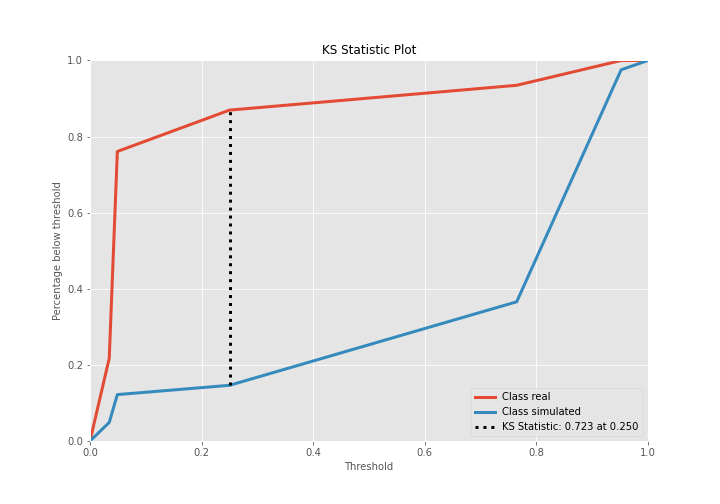 KS Statistic Plot
1.0
0.8
0.6
0.4
0.2
0.0
Percentage below threshold
0.0 0.2 0.4 0.6 0.8 1.0
Threshold
Class real
Class simulated
KS Statistic: 0.723 at 0.250